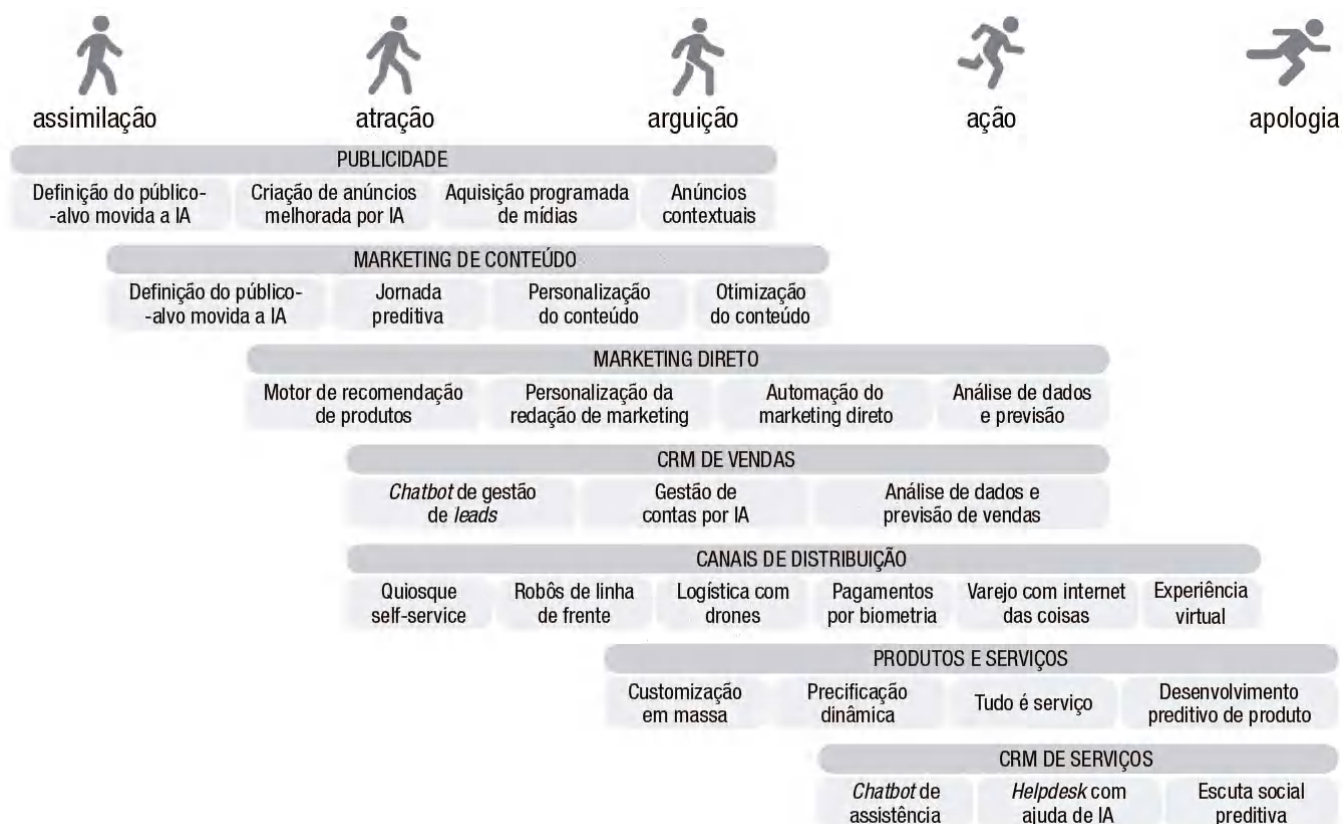 assimilação
atração
arguição
ação
apologia
PUBLICIDADE
Definição do público-
-alvo movida a IA
Criação de anúncios
melhorada por IA
Aquisição programada
de mídias
Anúncios
contextuais
MARKETING DE CONTEÚDO
Definição do público-
-alvo movida a IA
Jornada
preditiva
Personalização
do conteúdo
Otimização
do conteúdo
MARKETING DIRETO
Motor de recomendação
de produtos
Personalização da
redação de marketing
Automação do
marketing direto
Análise de dados
e previsão
CRM DE VENDAS
Chatbot de gestão
de leads
Gestão de
contas por IA
Análise de dados e
previsão de vendas
CANAIS DE DISTRIBUIÇÃO
Quiosque
self-service
Robôs de linha
de frente
Logística com
drones
Pagamentos
por biometria
Varejo com internet
das coisas
Experiência
virtual
PRODUTOS E SERVIÇOS
Customização
em massa
Precificação
dinâmica
Tudo é serviço
Desenvolvimento
preditivo de produto
CRM DE SERVIÇOS
Chatbot de
assistência
Helpdesk com
ajuda de IA
Escuta social
preditiva